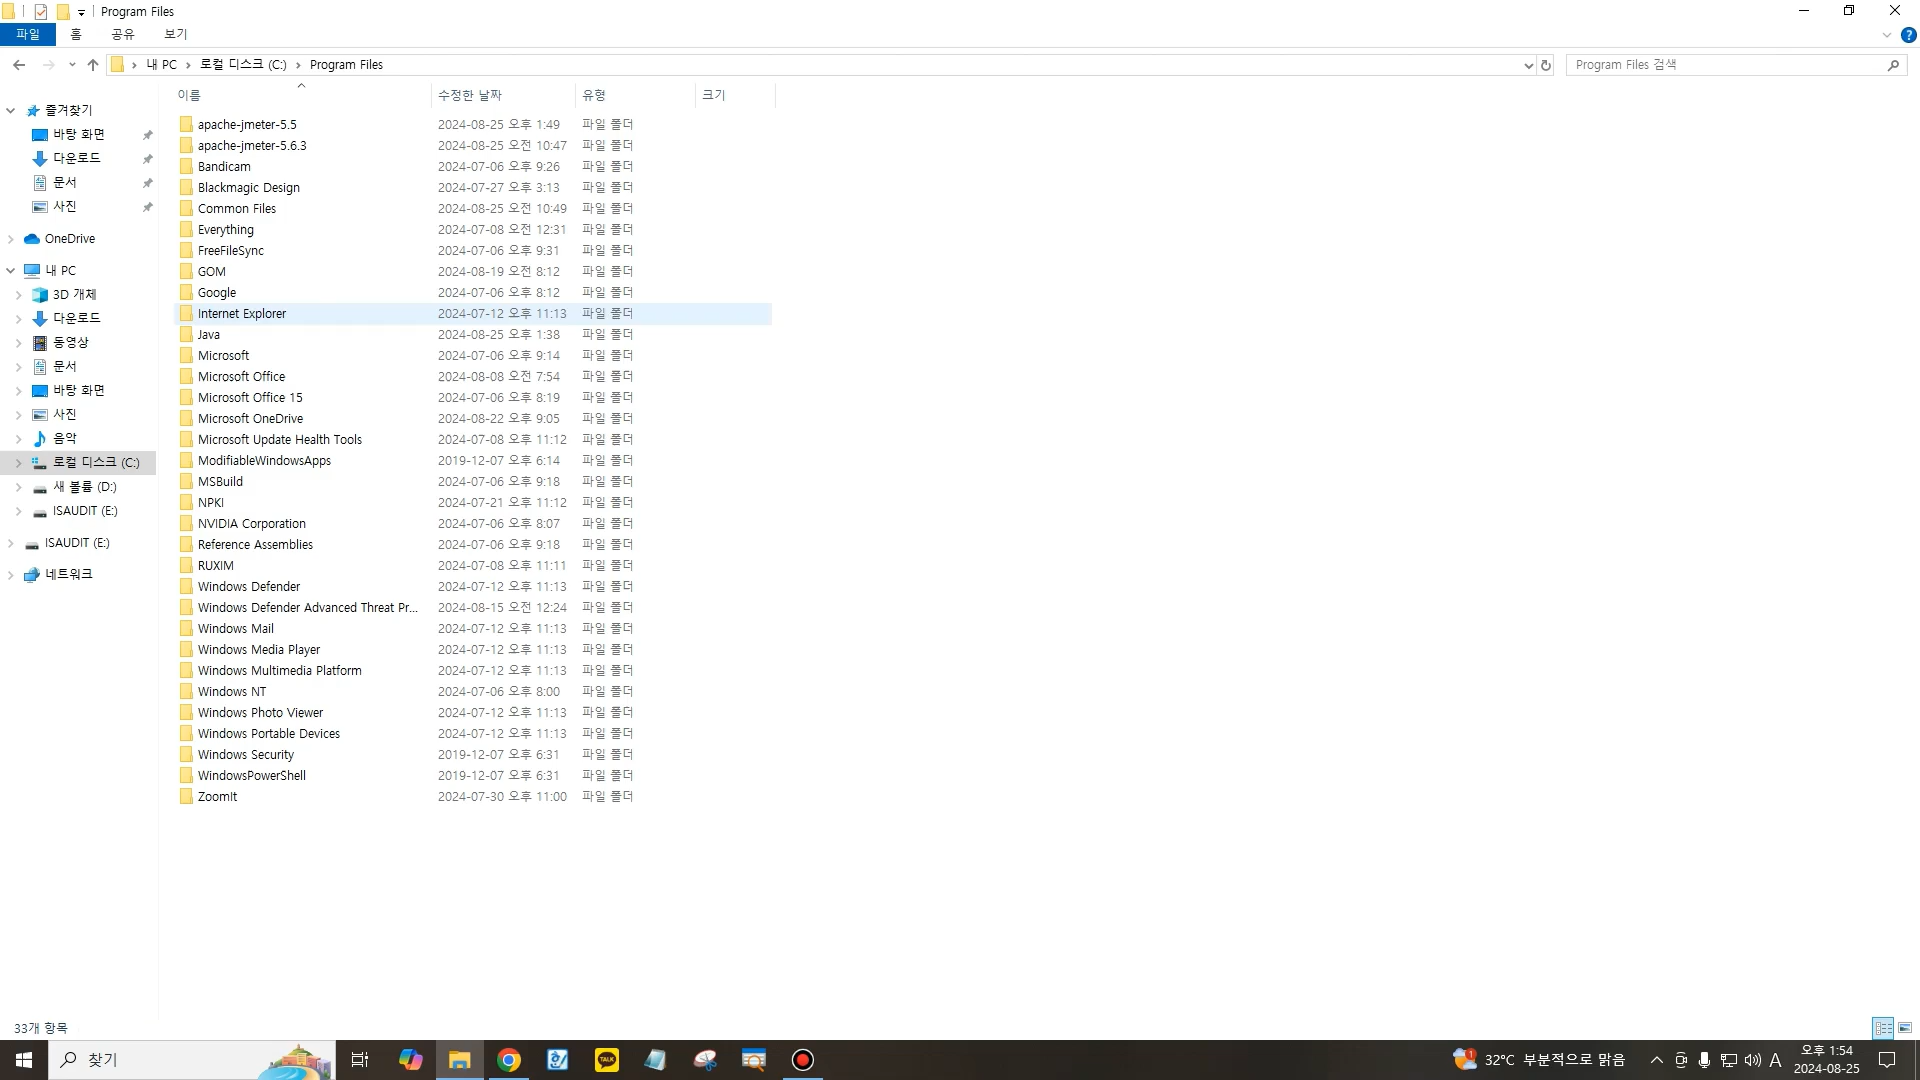 Program Files
파일 홈 공유 보기
내 PC 로컬 디스크 (C:) Program Files
Program Files 검색
이름 수정한 날짜 유형 크기
즐겨찾기
바탕 화면
다운로드
문서
사진
OneDrive
내 PC
3D 개체
다운로드
동영상
문서
바탕 화면
사진
음악
로컬 디스크 (C:)
새 볼륨 (D:)
ISAUDIT (E:)
ISAUDIT (E:)
네트워크
apache-jmeter-5.5 2024-08-25 오후 1:49 파일 폴더
apache-jmeter-5.6.3 2024-08-25 오전 10:47 파일 폴더
Bandicam 2024-07-06 오후 9:26 파일 폴더
Blackmagic Design 2024-07-27 오후 3:13 파일 폴더
Common Files 2024-08-25 오전 10:49 파일 폴더
Everything 2024-07-08 오전 12:31 파일 폴더
FreeFileSync 2024-07-06 오후 9:31 파일 폴더
GOM 2024-08-19 오전 8:12 파일 폴더
Google 2024-07-06 오후 8:12 파일 폴더
Internet Explorer 2024-07-12 오후 11:13 파일 폴더
Java 2024-08-25 오후 1:38 파일 폴더
Microsoft 2024-07-06 오후 9:14 파일 폴더
Microsoft Office 2024-08-08 오전 7:54 파일 폴더
Microsoft Office 15 2024-07-06 오후 8:19 파일 폴더
Microsoft OneDrive 2024-08-22 오후 9:05 파일 폴더
Microsoft Update Health Tools 2024-07-08 오후 11:12 파일 폴더
ModifiableWindowsApps 2019-12-07 오후 6:14 파일 폴더
MSBuild 2024-07-06 오후 9:18 파일 폴더
NPKI 2024-07-21 오후 11:12 파일 폴더
NVIDIA Corporation 2024-07-06 오후 8:07 파일 폴더
Reference Assemblies 2024-07-06 오후 9:18 파일 폴더
RUXIM 2024-07-08 오후 11:11 파일 폴더
Windows Defender 2024-07-12 오후 11:13 파일 폴더
Windows Defender Advanced Threat Pr... 2024-08-15 오전 12:24 파일 폴더
Windows Mail 2024-07-12 오후 11:13 파일 폴더
Windows Media Player 2024-07-12 오후 11:13 파일 폴더
Windows Multimedia Platform 2024-07-12 오후 11:13 파일 폴더
Windows NT 2024-07-06 오후 8:00 파일 폴더
Windows Photo Viewer 2024-07-12 오후 11:13 파일 폴더
Windows Portable Devices 2024-07-12 오후 11:13 파일 폴더
Windows Security 2019-12-07 오후 6:31 파일 폴더
WindowsPowerShell 2019-12-07 오후 6:31 파일 폴더
ZoomIt 2024-07-30 오후 11:00 파일 폴더
33개 항목
찾기
TALK
1
32°C 부분적으로 맑음
A
오후 1:54
2024-08-25